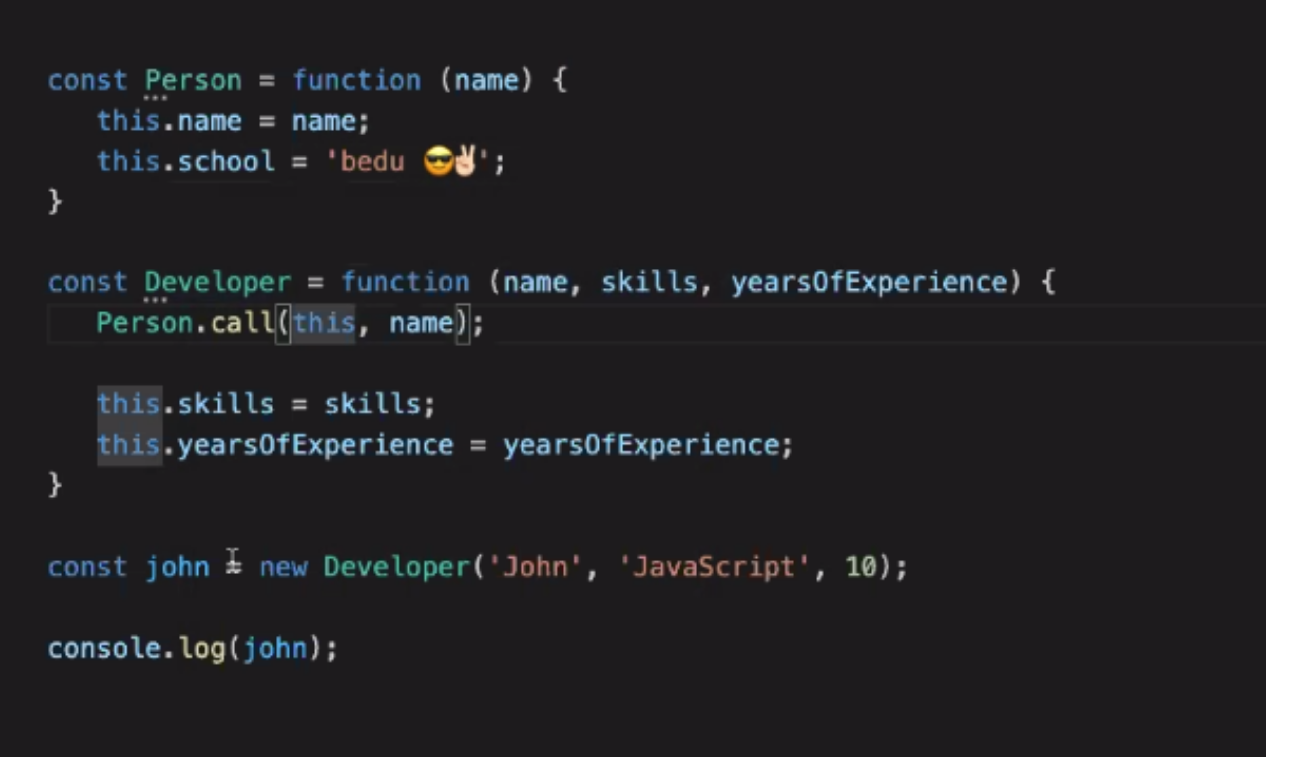 const Person = function (name) {
this.name = name;
this.school = 'bedu 😎✌🏻';
}
const Developer = function (name, skills, yearsOfExperience) {
Person.call(this, name);
this.skills = skills;
this.yearsOfExperience = yearsOfExperience;
}
const john = new Developer('John', 'JavaScript', 10);
console.log(john);